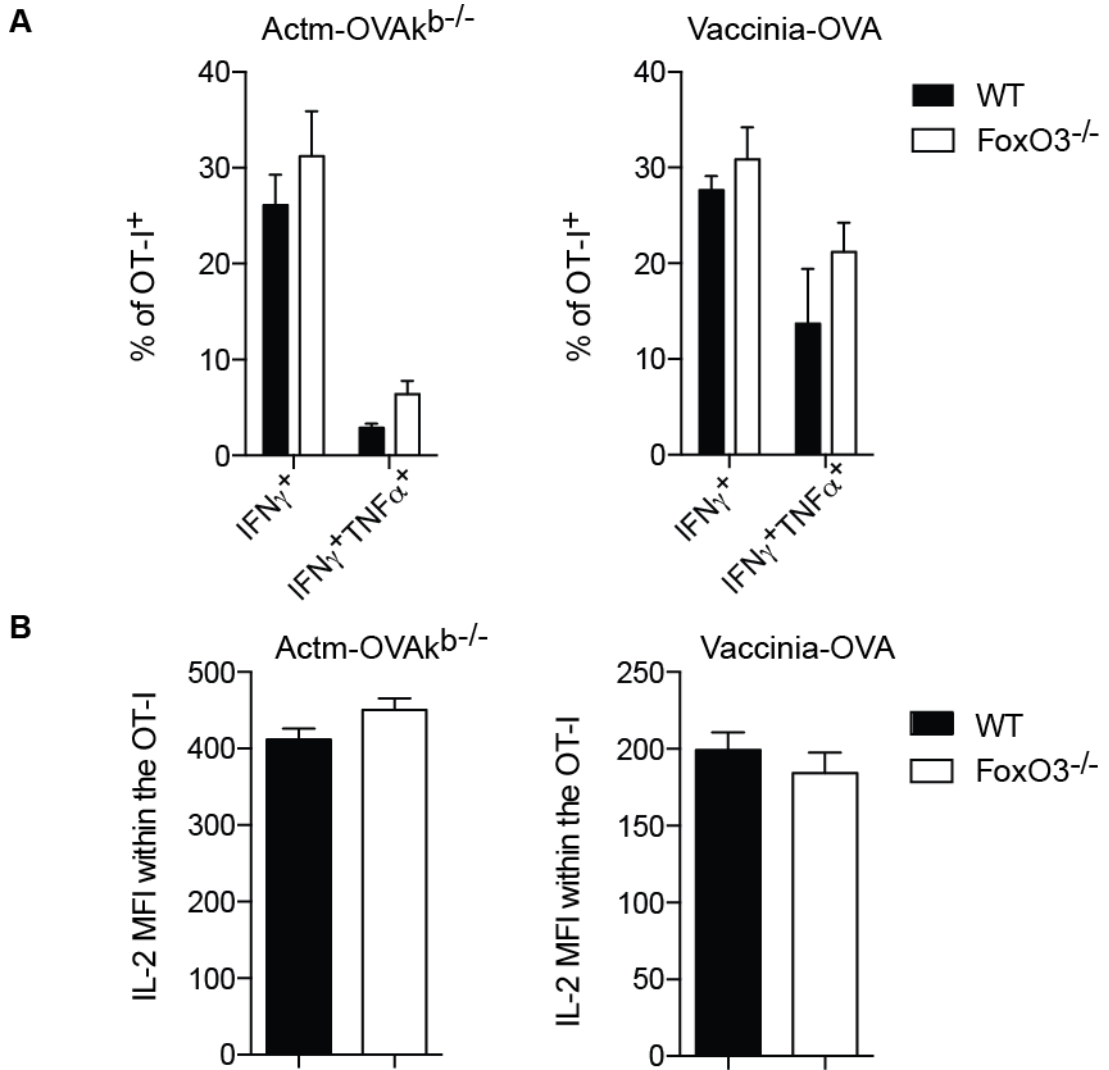 A
Actm-OVAkb-/-
Vaccinia-OVA
WT
FoxO3-/-
% of OT-I+
40
30
20
10
0
IFNγ+
IFNγ+TNFα+
% of OT-I+
40
30
20
10
0
IFNγ+
IFNγ+TNFα+
B
Actm-OVAkb-/-
Vaccinia-OVA
WT
FoxO3-/-
IL-2 MFI within the OT-I
500
400
300
200
100
0
IL-2 MFI within the OT-I
250
200
150
100
50
0